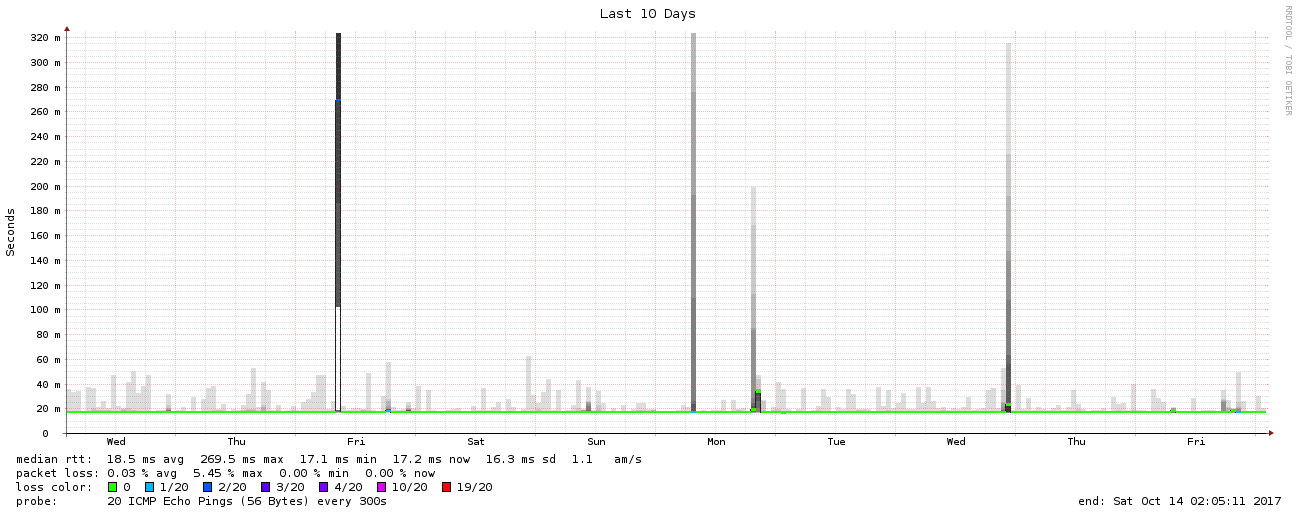 Last 10 Days
RRDTOOL / TOBI OETIKER
Seconds
320 m
300 m
280 m
260 m
240 m
220 m
200 m
180 m
160 m
140 m
120 m
100 m
80 m
60 m
40 m
20 m
0
Wed Thu Fri Sat Sun Mon Tue Wed Thu Fri
median rtt: 18.5 ms avg 269.5 ms max 17.1 ms min 17.2 ms now 16.3 ms sd 1.1 am/s
packet loss: 0.03 % avg 5.45 % max 0.00 % min 0.00 % now
loss color: 0 1/20 2/20 3/20 4/20 10/20 19/20
probe: 20 ICMP Echo Pings (56 Bytes) every 300s end: Sat Oct 14 02:05:11 2017